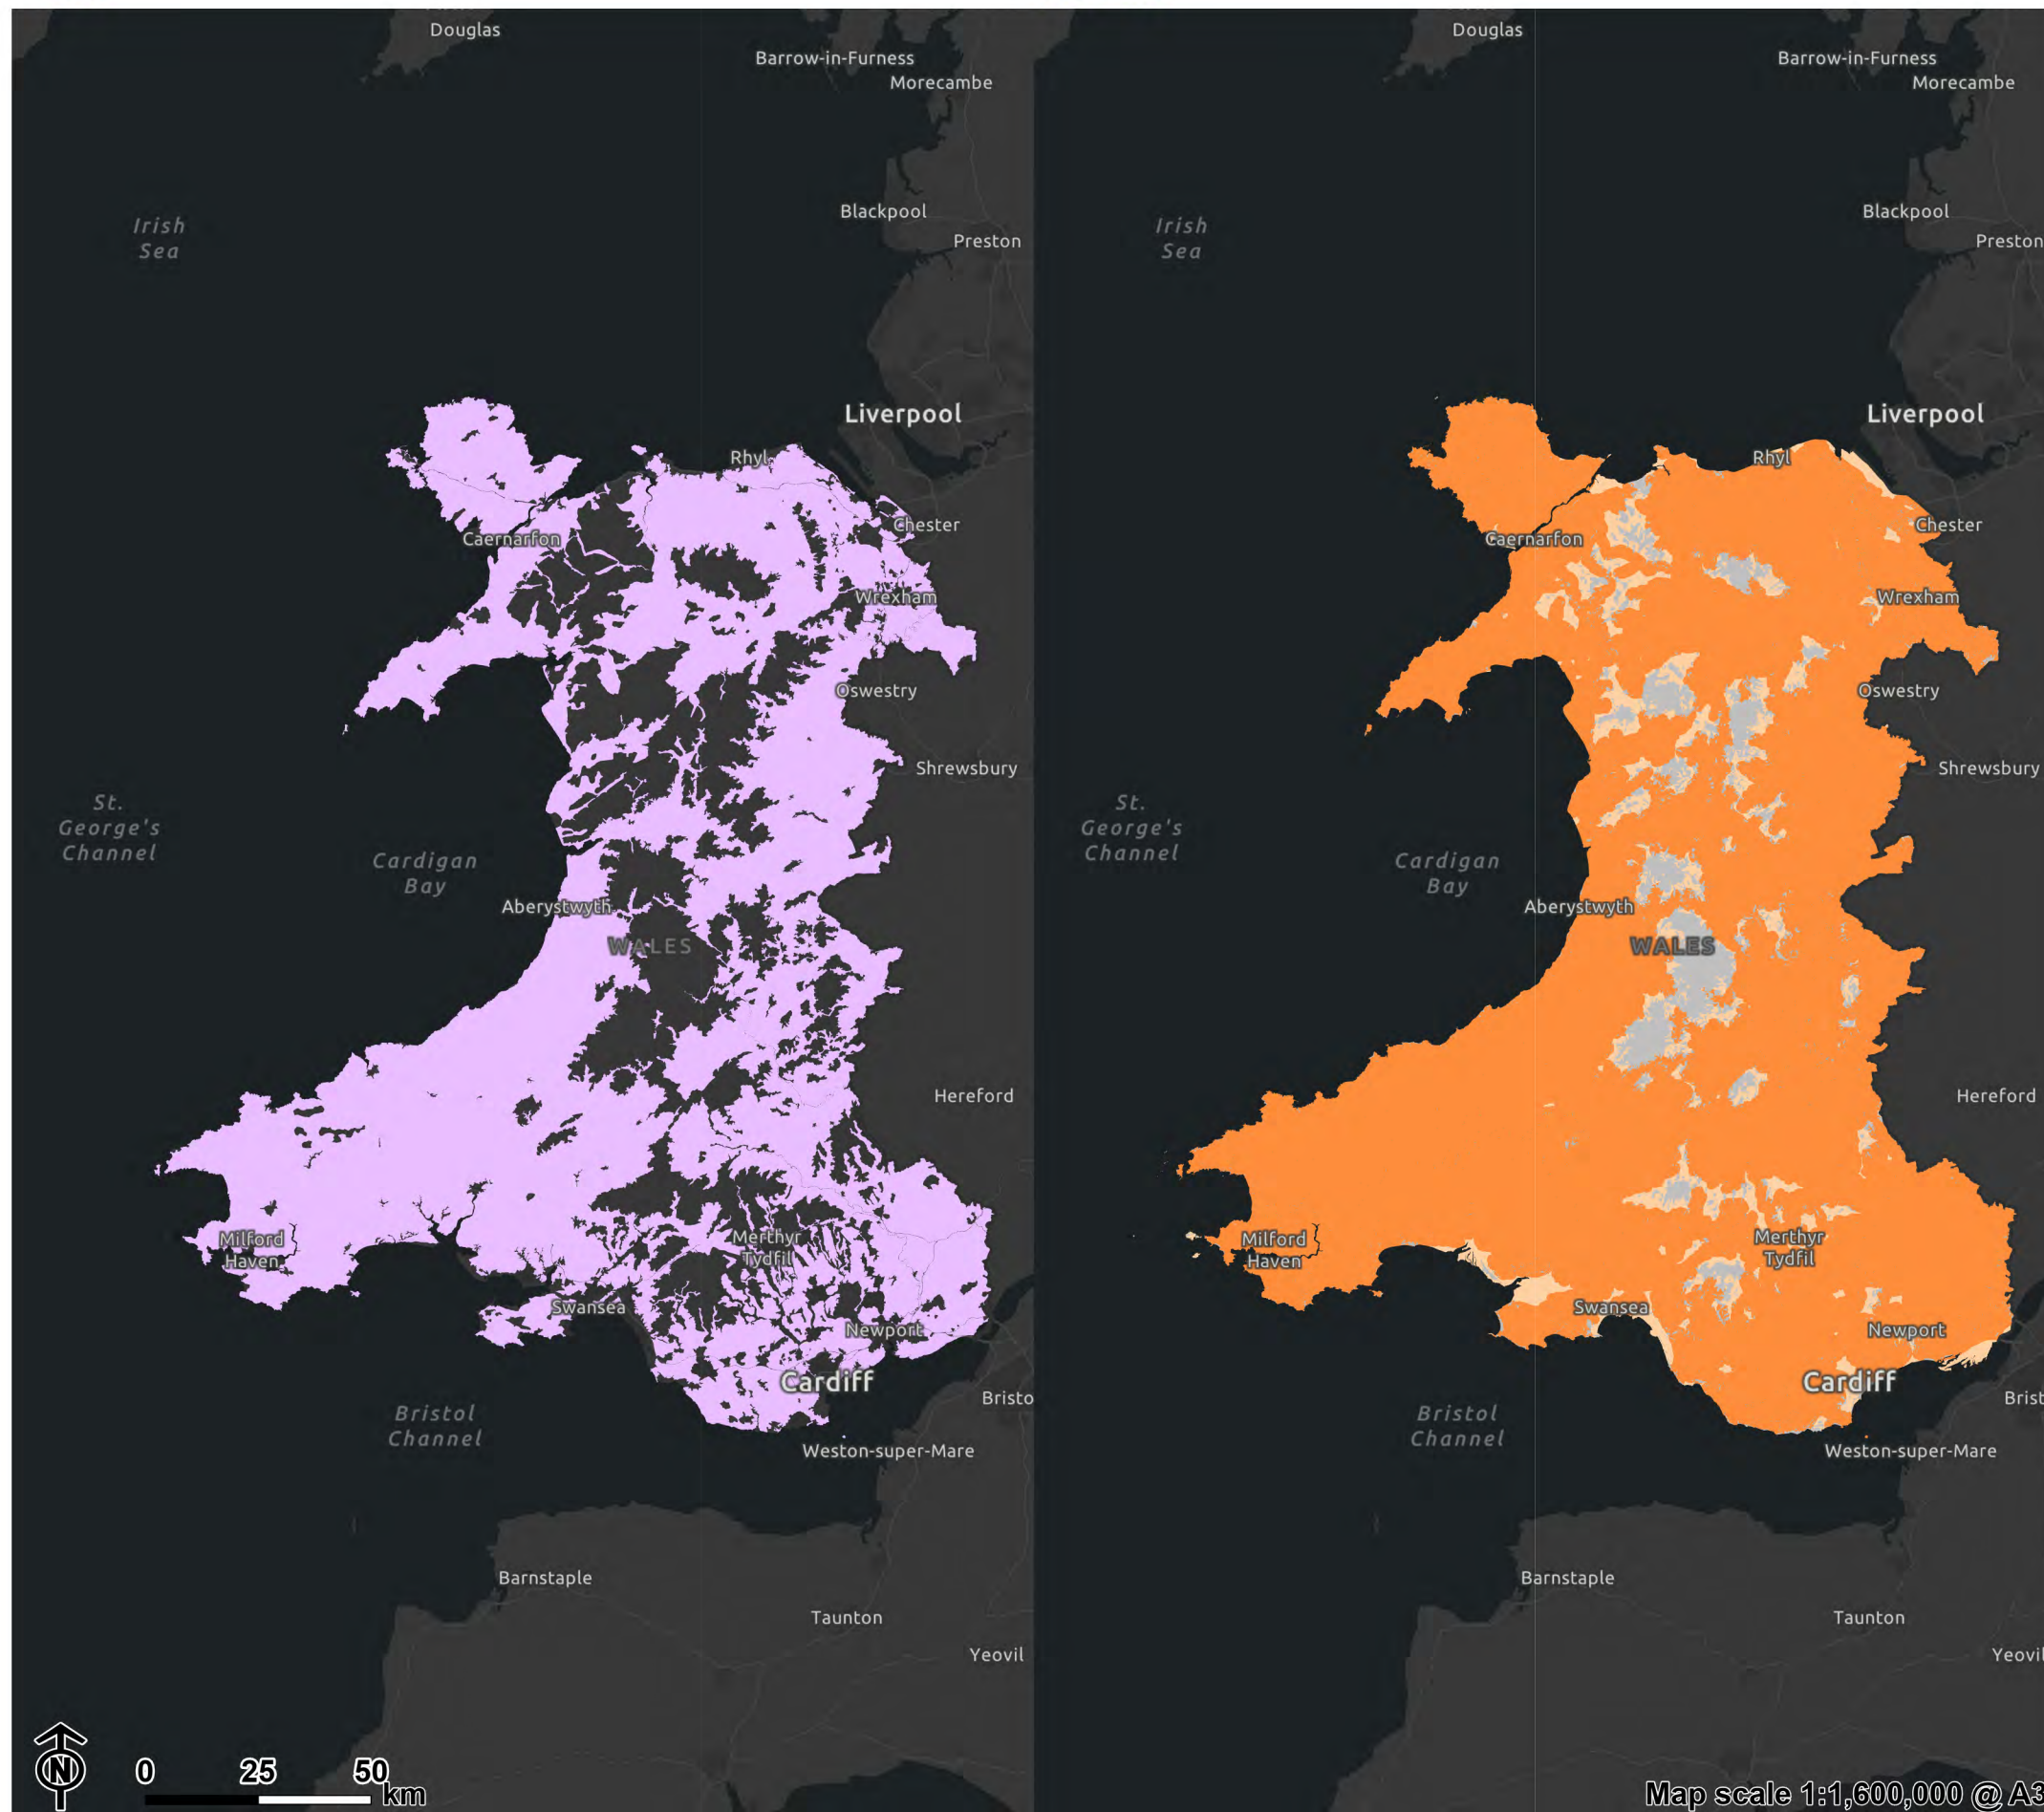 Douglas
Barrow-in-Furness
Morecambe
Irish
Sea
Blackpool
Preston
Liverpool
Rhyl
Caernarfon
Chester
Wrexham
Oswestry
Shrewsbury
St.
George's
Channel
Cardigan
Bay
Aberystwyth
WALES
Hereford
Milford
Haven
Merthyr
Tydfil
Swansea
Newport
Cardiff
Bristol
Channel
Bristo
Weston-super-Mare
Barnstaple
Taunton
Yeovil
N
0 25 50
km
Douglas
Barrow-in-Furness
Morecambe
Irish
Sea
Blackpool
Preston
Liverpool
Rhyl
Caernarfon
Chester
Wrexham
Oswestry
Shrewsbury
St.
George's
Channel
Cardigan
Bay
Aberystwyth
WALES
Hereford
Milford
Haven
Merthyr
Tydfil
Swansea
Newport
Cardiff
Bristol
Channel
Brist
Weston-super-Mare
Barnstaple
Taunton
Yeovil
Map scale 1:1,600,000 @ A3